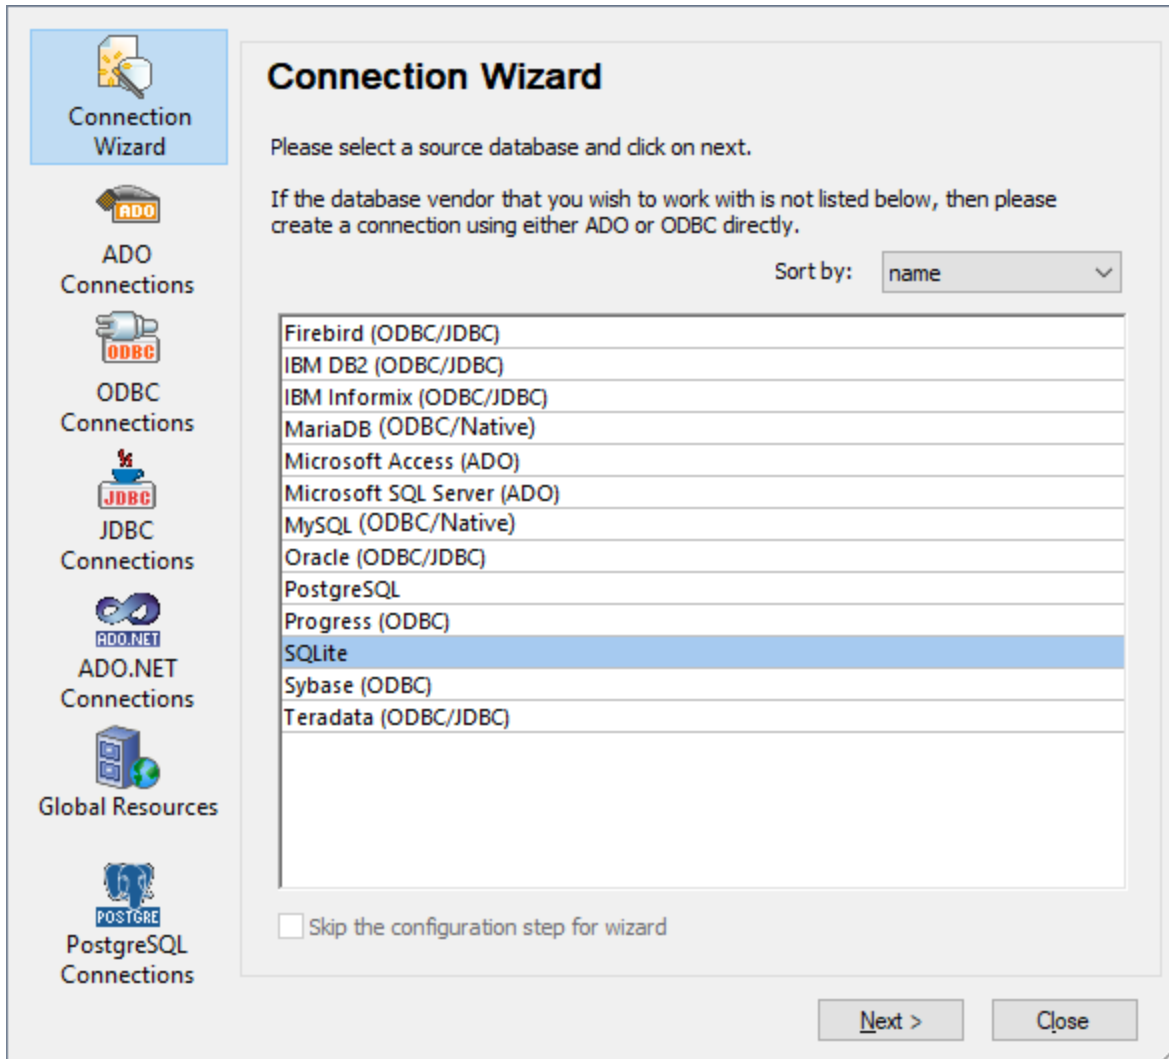 Connection
Wizard
ADO
ADO
Connections
ODBC
ODBC
Connections
JDBC
JDBC
Connections
ADO.NET
ADO.NET
Connections
Global Resources
POSTGRE
PostgreSQL
Connections
Connection Wizard
Please select a source database and click on next.
If the database vendor that you wish to work with is not listed below, then please
create a connection using either ADO or ODBC directly.
Sort by: name
Firebird (ODBC/JDBC)
IBM DB2 (ODBC/JDBC)
IBM Informix (ODBC/JDBC)
MariaDB (ODBC/Native)
Microsoft Access (ADO)
Microsoft SQL Server (ADO)
MySQL (ODBC/Native)
Oracle (ODBC/JDBC)
PostgreSQL
Progress (ODBC)
SQLite
Sybase (ODBC)
Teradata (ODBC/JDBC)
Skip the configuration step for wizard
Next > Close